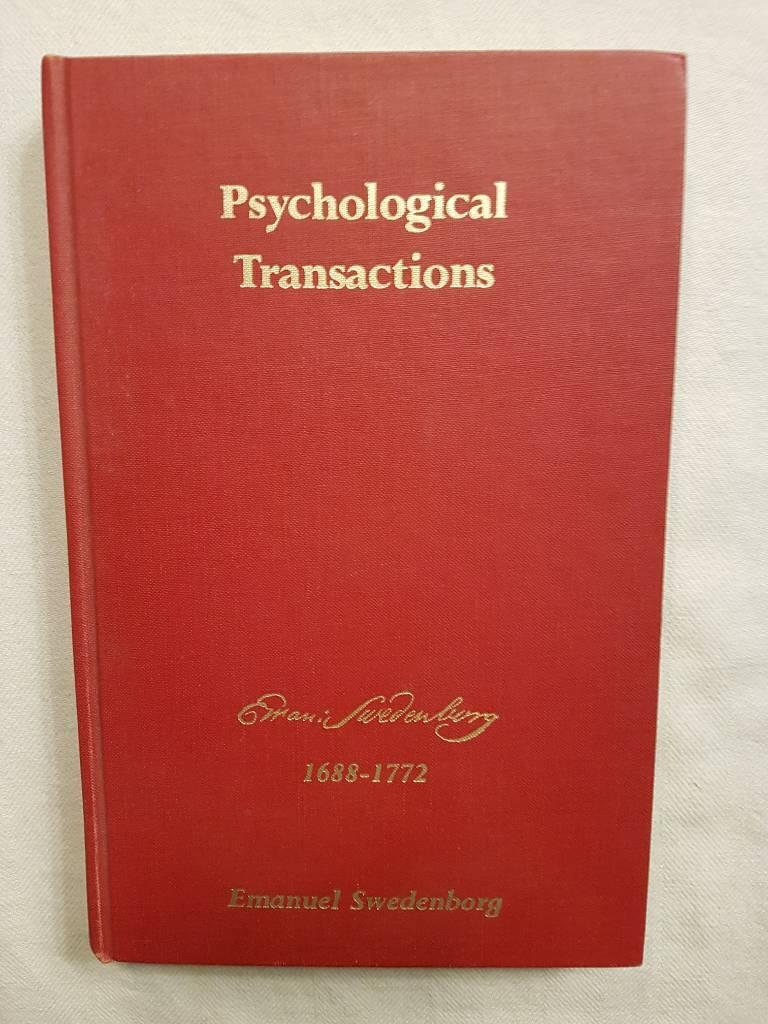 Psychological
Transactions
Eman: Swedenborg
1688-1772
Emanuel Swedenborg